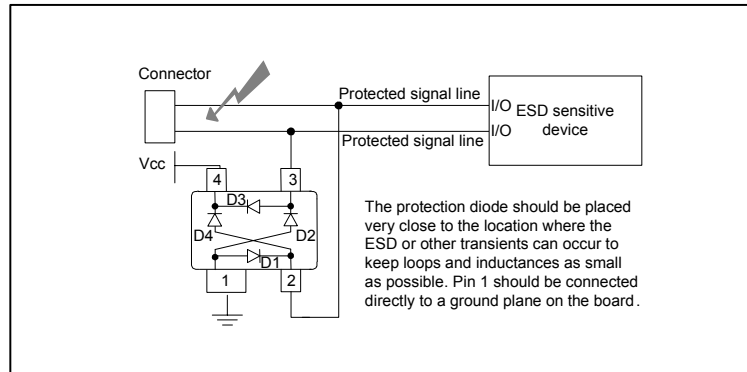 Connector
Protected signal line
I/O
ESD sensitive
device
I/O
Protected signal line
Vcc
4
3
D3
D4
D2
D1
1
2
The protection diode should be placed
very close to the location where the
ESD or other transients can occur to
keep loops and inductances as small
as possible. Pin 1 should be connected
directly to a ground plane on the board.